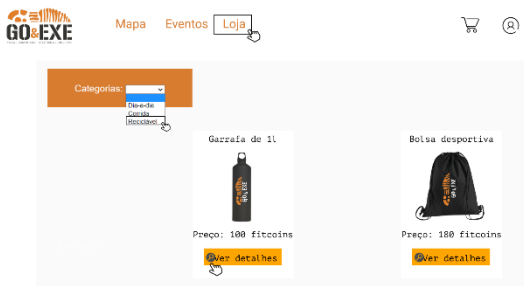 GO&EXE
Mapa Eventos Loja
Categorias:
Dia-e-dia
Corrida
Reciclável
Garrafa de 1l
Bolsa desportiva
Preço: 100 fitcoins
Preço: 180 fitcoins
Ver detalhes
Ver detalhes